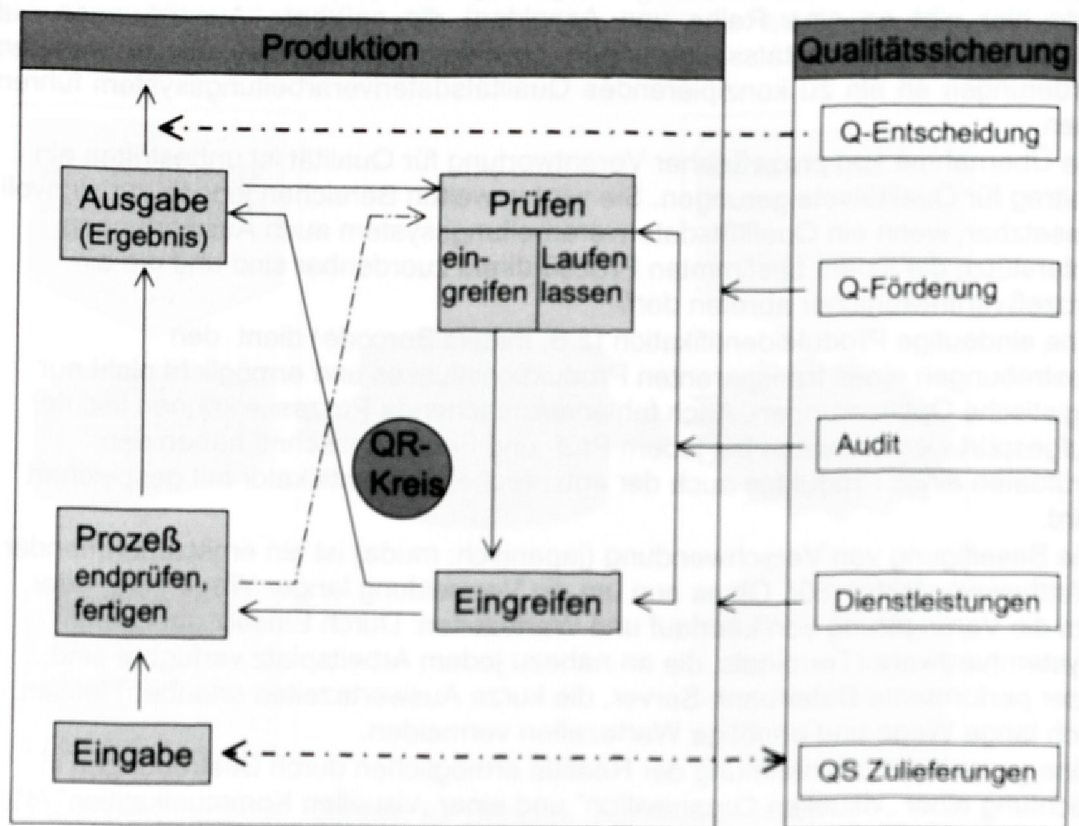 Produktion
Qualitätssicherung
Q-Entscheidung
Ausgabe
(Ergebnis)
Prüfen
ein-
greifen
Laufen
lassen
Q-Förderung
QR-
Kreis
Audit
Prozeß
endprüfen,
fertigen
Eingreifen
Dienstleistungen
Eingabe
QS Zulieferungen